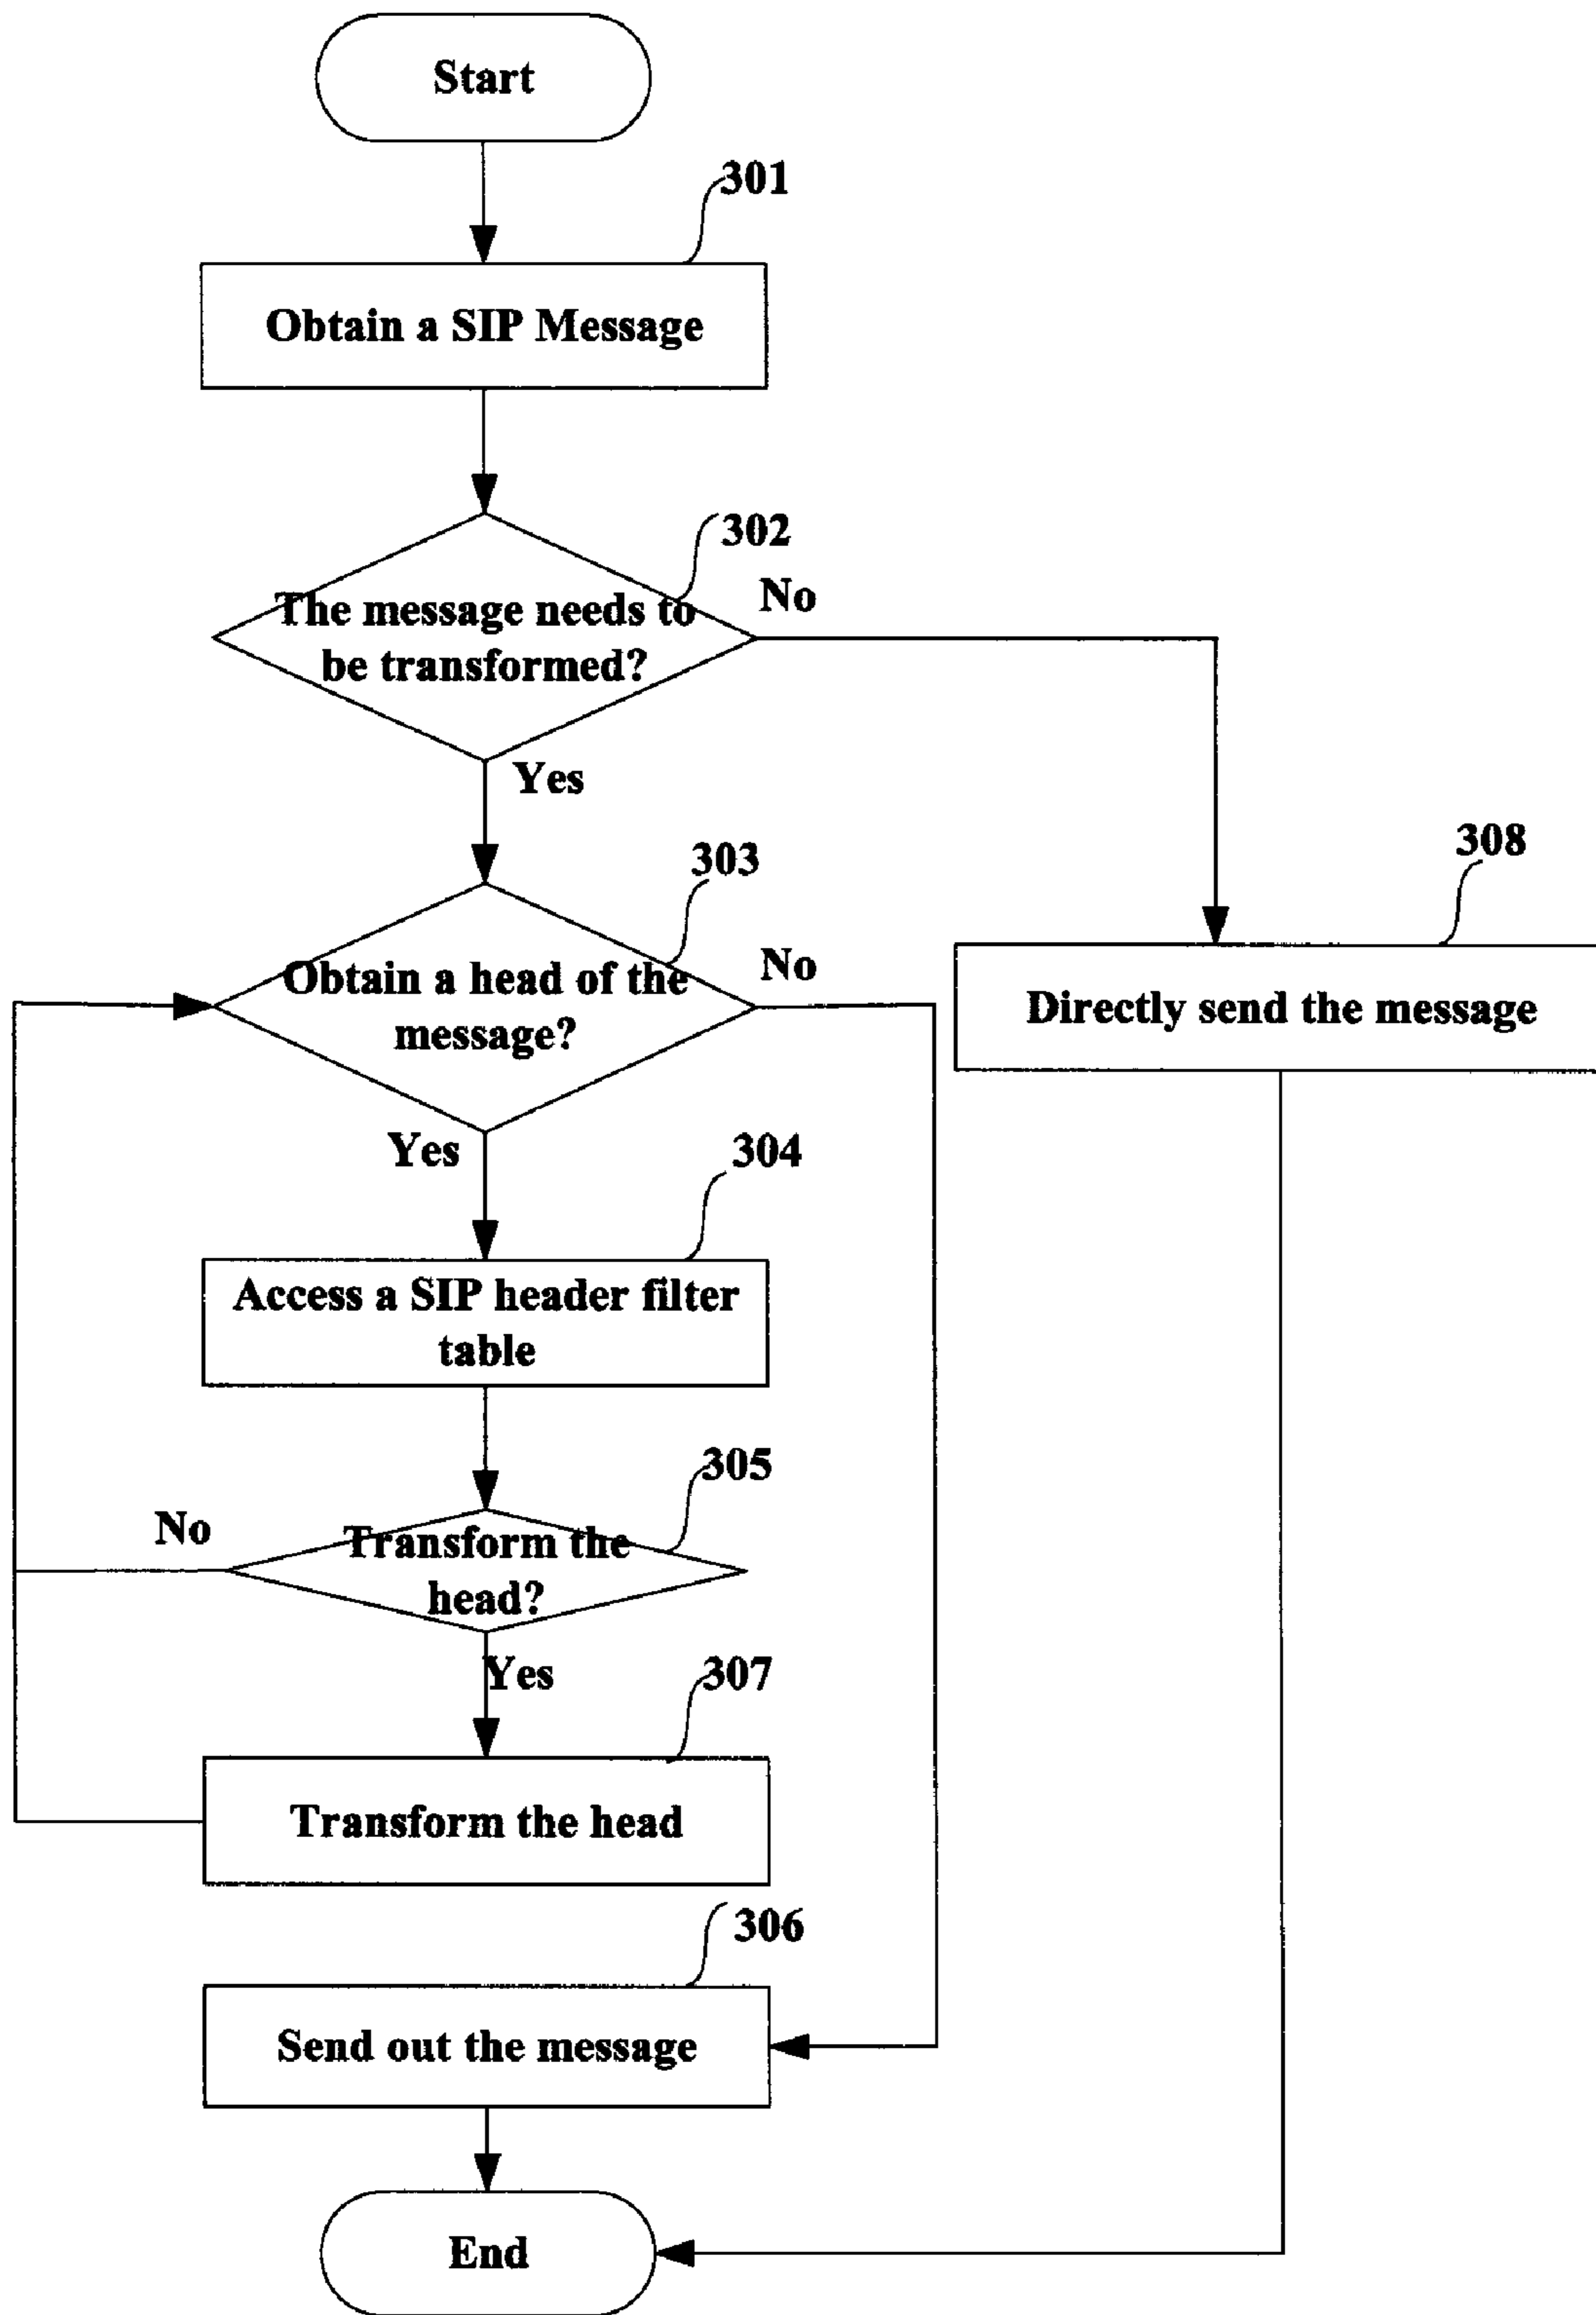 Start
301
Obtain a SIP Message
302
The message needs to
be transformed?
No
Yes
303
Obtain a head of the
message?
No
308
Directly send the message
Yes
304
Access a SIP header filter
table
305
No
Transform the
head?
Yes
307
Transform the head
306
Send out the message
End